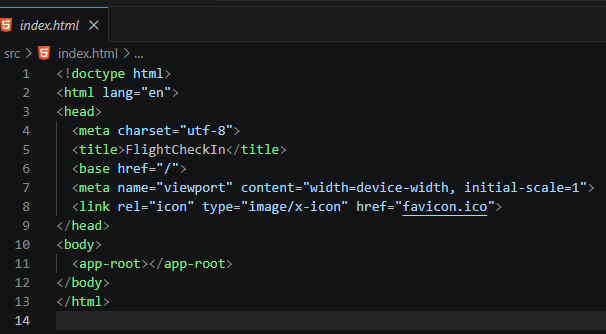 index.html ×
src > index.html > ...
1 <!doctype html>
2 <html lang="en">
3 <head>
4   <meta charset="utf-8">
5   <title>FlightCheckIn</title>
6   <base href="/">
7   <meta name="viewport" content="width=device-width, initial-scale=1">
8   <link rel="icon" type="image/x-icon" href="favicon.ico">
9 </head>
10 <body>
11   <app-root></app-root>
12 </body>
13 </html>
14